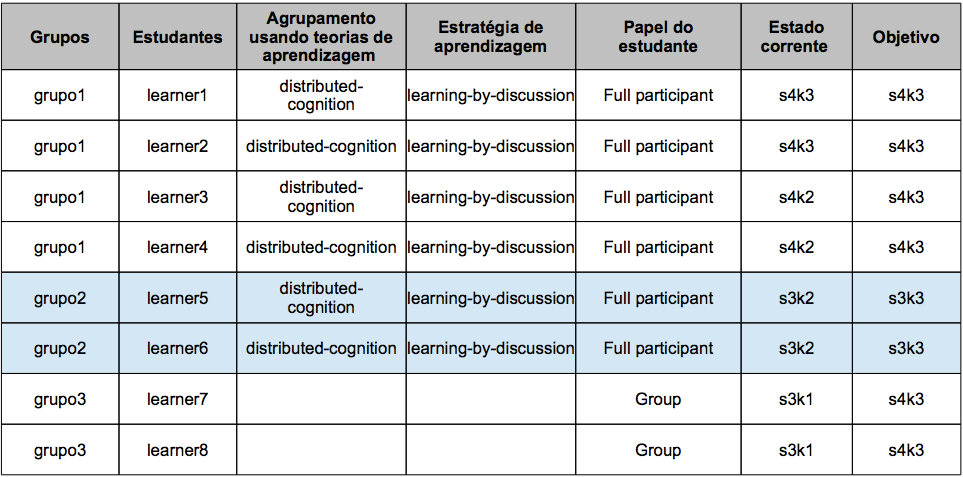 Grupos Estudantes Agrupamento usando teorias de aprendizagem Estratégia de aprendizagem Papel do estudante Estado corrente Objetivo
grupo1 learner1 distributed-cognition learning-by-discussion Full participant s4k3 s4k3
grupo1 learner2 distributed-cognition learning-by-discussion Full participant s4k3 s4k3
grupo1 learner3 distributed-cognition learning-by-discussion Full participant s4k2 s4k3
grupo1 learner4 distributed-cognition learning-by-discussion Full participant s4k2 s4k3
grupo2 learner5 distributed-cognition learning-by-discussion Full participant s3k2 s3k3
grupo2 learner6 distributed-cognition learning-by-discussion Full participant s3k2 s3k3
grupo3 learner7 Group s3k1 s4k3
grupo3 learner8 Group s3k1 s4k3